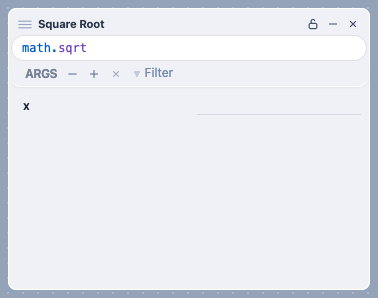 Square Root
math.sqrt
ARGS − + × ▼ Filter
x